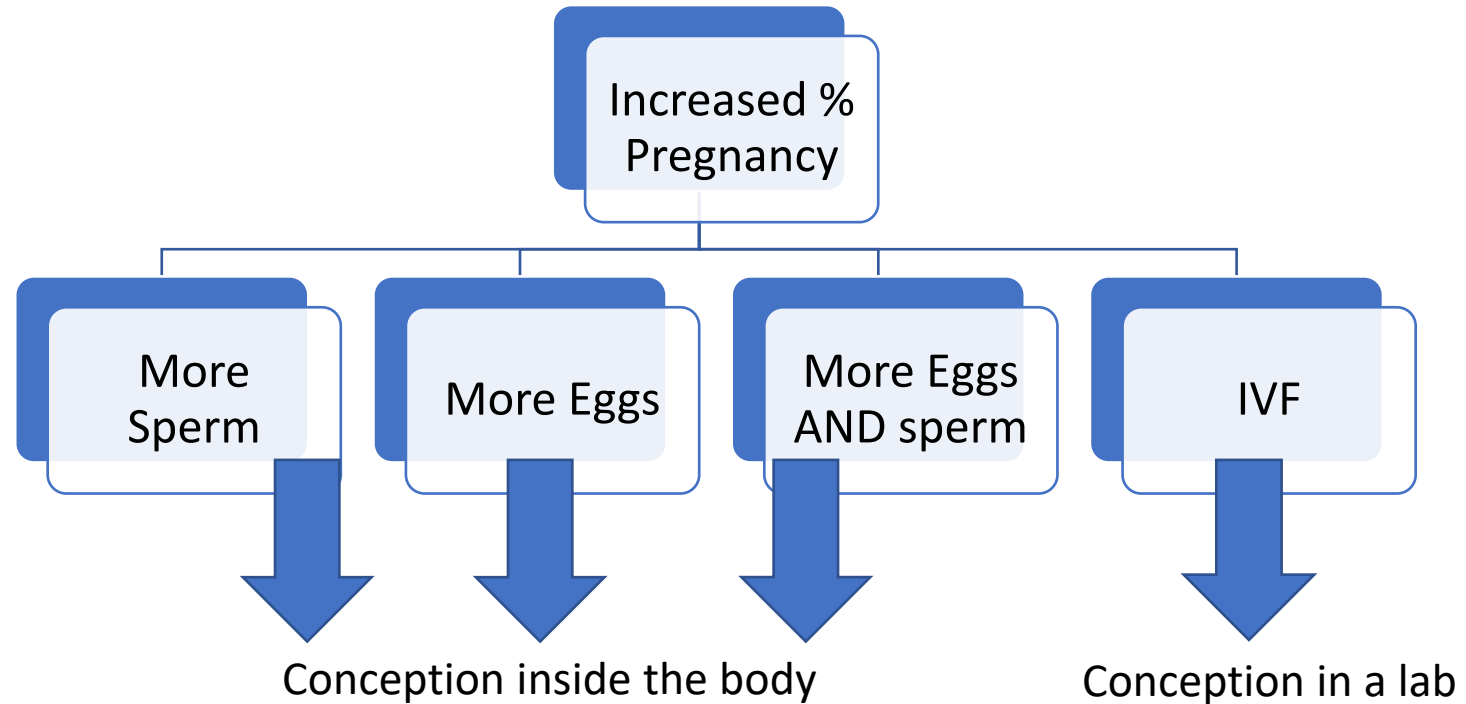 Increased %
Pregnancy
More
Sperm
More Eggs
More Eggs
AND sperm
IVF
Conception inside the body
Conception in a lab